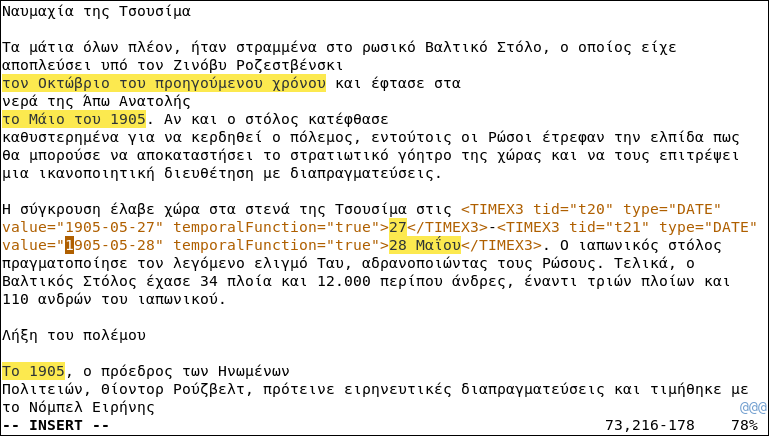 Ναυμαχία της Τσουσίμα
Τα μάτια όλων πλέον, ήταν στραμμένα στο ρωσικό Βαλτικό Στόλο, ο οποίος είχε
αποπλεύσει υπό τον Ζινόβυ Ροζεστβένσκι
τον Οκτώβριο του προηγούμενου χρόνου και έφτασε στα
νερά της Άπω Ανατολής
το Μάιο του 1905. Αν και ο στόλος κατέφθασε
καθυστερημένα για να κερδηθεί ο πόλεμος, εντούτοις οι Ρώσοι έτρεφαν την ελπίδα πως
θα μπορούσε να αποκαταστήσει το στρατιωτικό γόητρο της χώρας και να τους επιτρέψει
μια ικανοποιητική διευθέτηση με διαπραγματεύσεις.
Η σύγκρουση έλαβε χώρα στα στενά της Τσουσίμα στις <TIMEX3 tid="t20" type="DATE"
value="1905-05-27" temporalFunction="true">27</TIMEX3>-<TIMEX3 tid="t21" type="DATE"
value="1905-05-28" temporalFunction="true">28 Μαΐου</TIMEX3>. Ο ιαπωνικός στόλος
πραγματοποίησε τον λεγόμενο ελιγμό Ταυ, αδρανοποιώντας τους Ρώσους. Τελικά, ο
Βαλτικός Στόλος έχασε 34 πλοία και 12.000 περίπου άνδρες, έναντι τριών πλοίων και
110 ανδρών του ιαπωνικού.
Λήξη του πολέμου
Το 1905, ο πρόεδρος των Ηνωμένων
Πολιτειών, Θίοντορ Ρούζβελτ, πρότεινε ειρηνευτικές διαπραγματεύσεις και τιμήθηκε με
το Νόμπελ Ειρήνης @@@
-- INSERT -- 73,216-178 78%